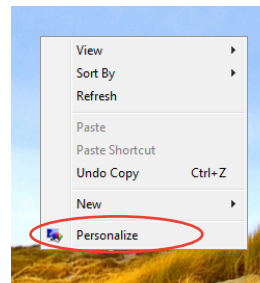 View
Sort By
Refresh
Paste
Paste Shortcut
Undo Copy Ctrl+Z
New
Personalize